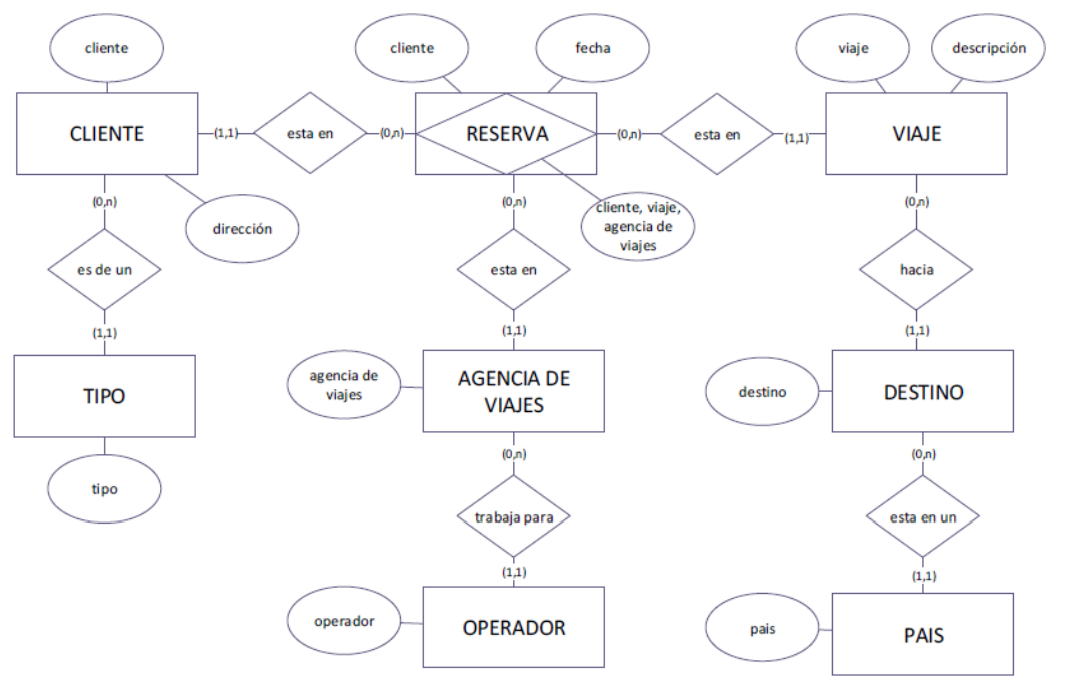 cliente
cliente
fecha
viaje
descripción
CLIENTE
(1,1)
esta en
(0,n)
RESERVA
(0,n)
esta en
(1,1)
VIAJE
(0,n)
dirección
(0,n)
cliente, viaje,
agencia de
viajes
(0,n)
es de un
esta en
hacia
(1,1)
(1,1)
(1,1)
TIPO
agencia de
viajes
AGENCIA DE
VIAJES
destino
DESTINO
(0,n)
(0,n)
tipo
trabaja para
esta en un
(1,1)
(1,1)
operador
OPERADOR
pais
PAIS